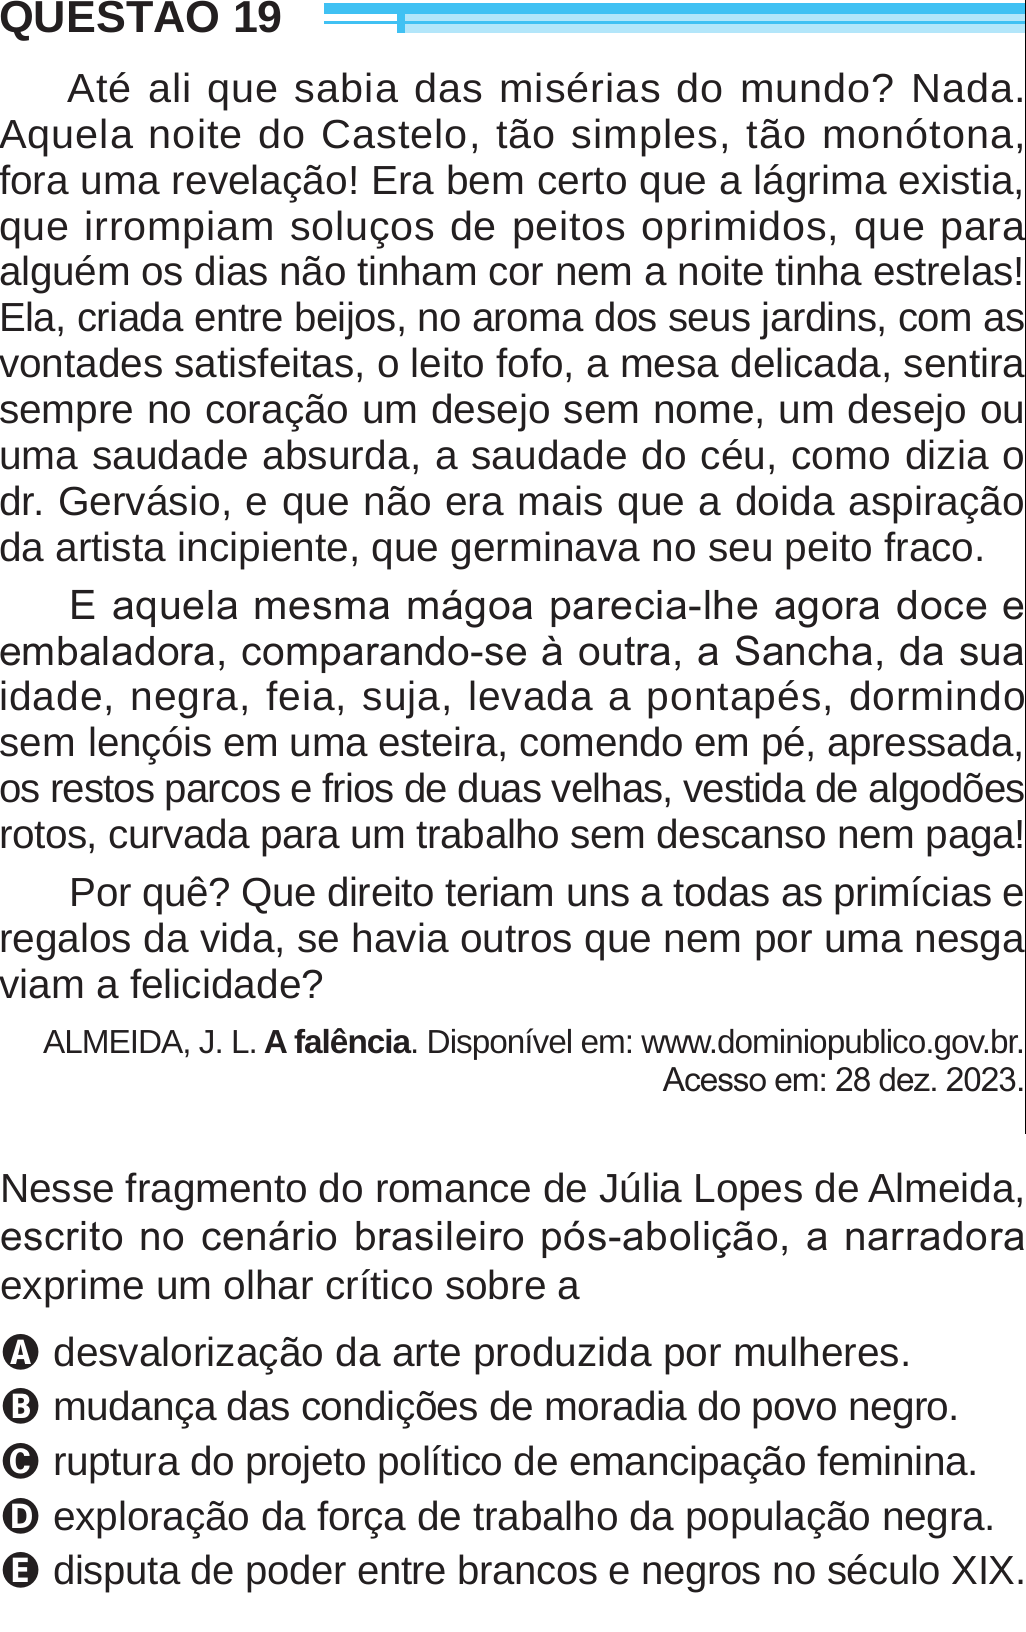 QUESTÃO 19
Até ali que sabia das misérias do mundo? Nada.
Aquela noite do Castelo, tão simples, tão monótona,
fora uma revelação! Era bem certo que a lágrima existia,
que irrompiam soluços de peitos oprimidos, que para
alguém os dias não tinham cor nem a noite tinha estrelas!
Ela, criada entre beijos, no aroma dos seus jardins, com as
vontades satisfeitas, o leito fofo, a mesa delicada, sentira
sempre no coração um desejo sem nome, um desejo ou
uma saudade absurda, a saudade do céu, como dizia o
dr. Gervásio, e que não era mais que a doida aspiração
da artista incipiente, que germinava no seu peito fraco.
E aquela mesma mágoa parecia-lhe agora doce e
embaladora, comparando-se à outra, a Sancha, da sua
idade, negra, feia, suja, levada a pontapés, dormindo
sem lençóis em uma esteira, comendo em pé, apressada,
os restos parcos e frios de duas velhas, vestida de algodões
rotos, curvada para um trabalho sem descanso nem paga!
Por quê? Que direito teriam uns a todas as primícias e
regalos da vida, se havia outros que nem por uma nesga
viam a felicidade?
ALMEIDA, J. L. A falência. Disponível em: www.dominiopublico.gov.br.
Acesso em: 28 dez. 2023.
Nesse fragmento do romance de Júlia Lopes de Almeida,
escrito no cenário brasileiro pós-abolição, a narradora
exprime um olhar crítico sobre a
A desvalorização da arte produzida por mulheres.
B mudança das condições de moradia do povo negro.
C ruptura do projeto político de emancipação feminina.
D exploração da força de trabalho da população negra.
E disputa de poder entre brancos e negros no século XIX.